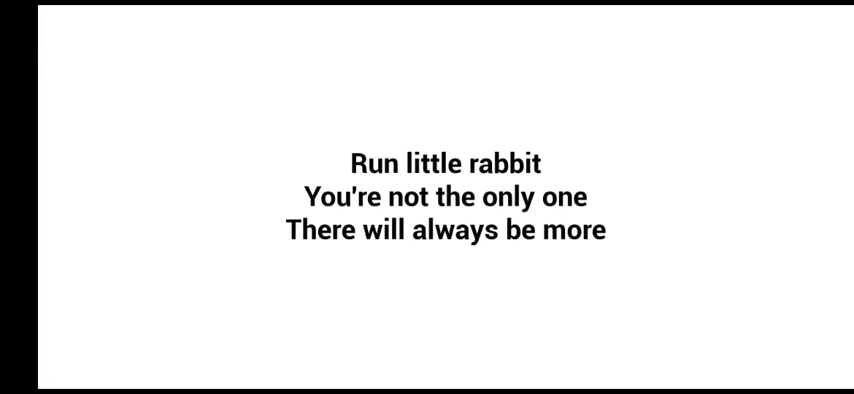 Run little rabbit
You're not the only one
There will always be more